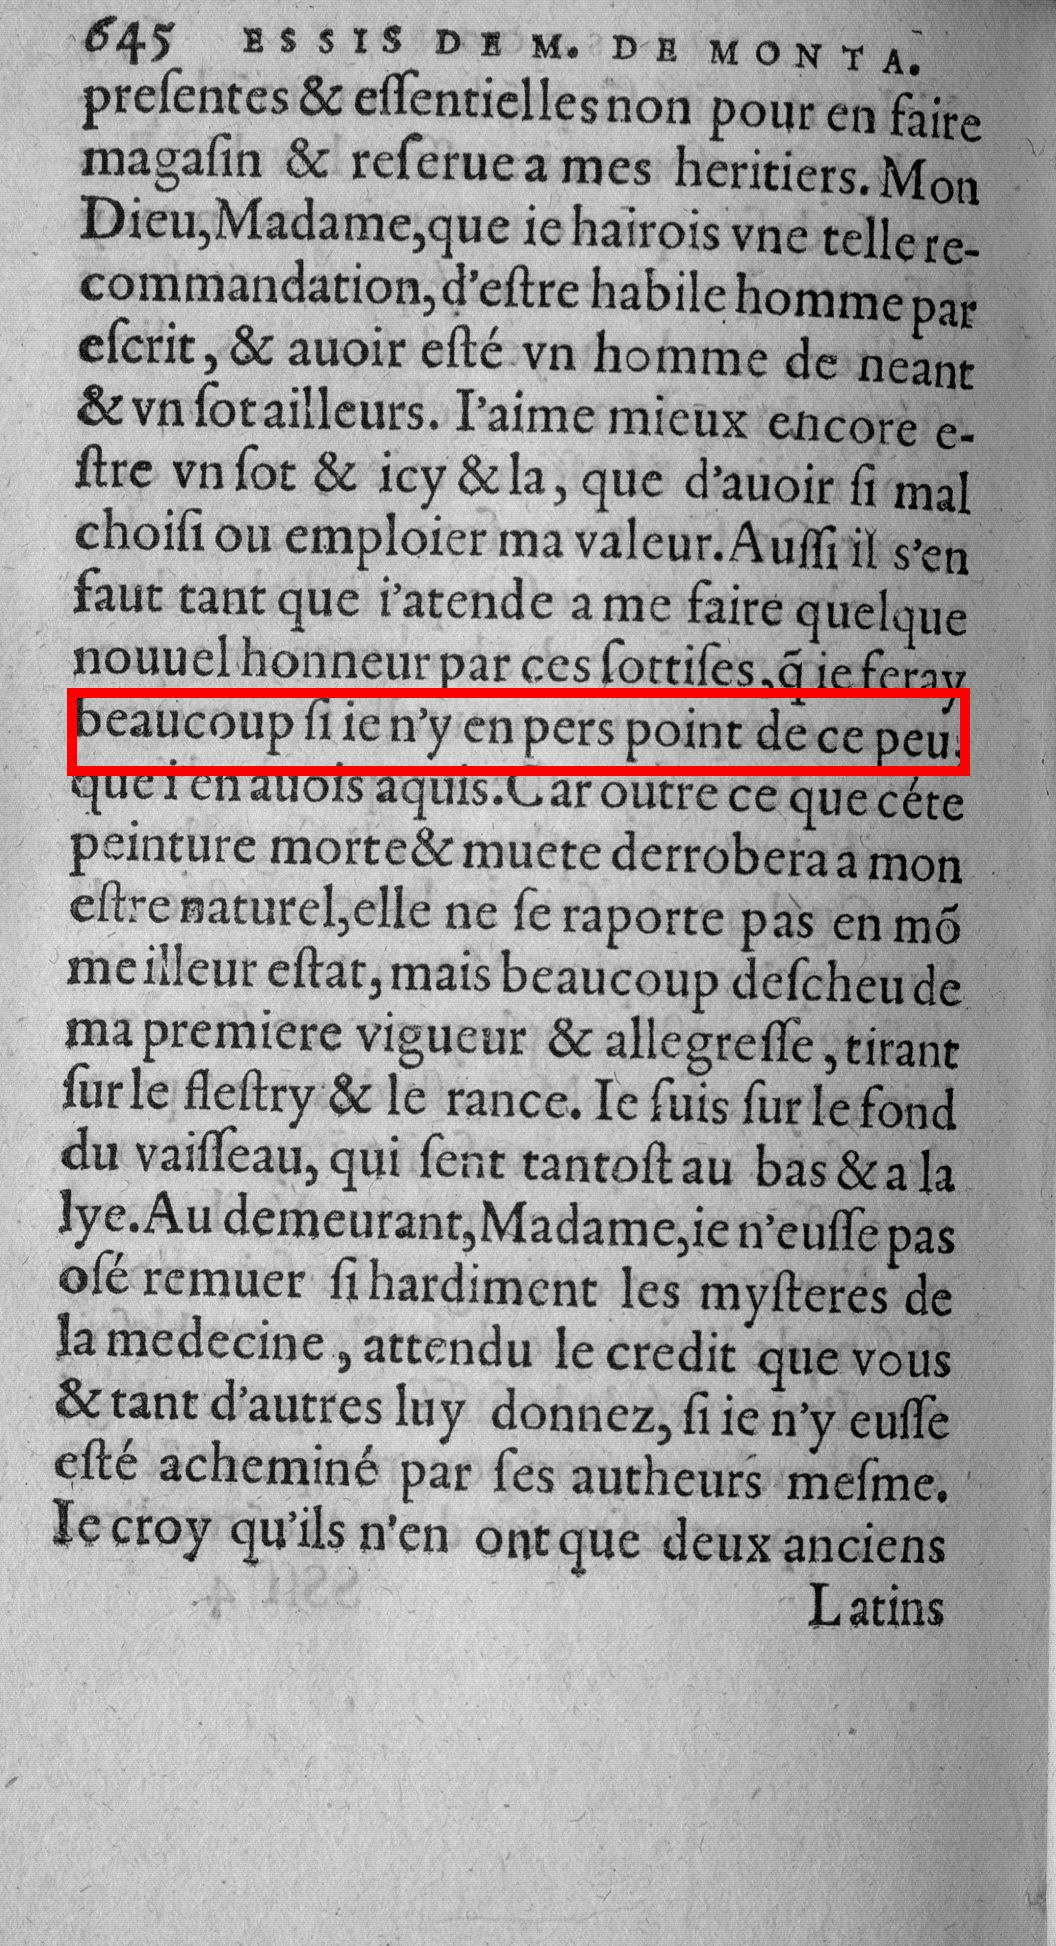 645 ESSIS DE M. DE MONTA.
preſentes & eſſentielles non pour en faire
magaſin & reſerue a mes heritiers. Mon
Dieu, Madame, que ie hairois vne telle re-
commandation, d'eſtre habile homme par
eſcrit, & auoir eſté vn homme de neant
& vn ſot ailleurs. I'aime mieux encore e-
ſtre vn ſot & icy & la, que d'auoir ſi mal
choiſi ou emploier ma valeur. Auſſi il s'en
faut tant que i'atende a me faire quelque
nouuel honneur par ces ſottiſes, q̃ ie feray
beaucoup ſi ie n'y en pers point de ce peu,
que i'en auois aquis. Car outre ce que céte
peinture morte & muete derrobera a mon
eſtre naturel, elle ne ſe raporte pas en mõ
meilleur eſtat, mais beaucoup deſcheu de
ma premiere vigueur & allegreſſe, tirant
ſur le fleſtry & le rance. Ie ſuis ſur le fond
du vaiſſeau, qui ſent tantoſt au bas & a la
lye. Au demeurant, Madame, ie n'euſſe pas
oſé remuer ſi hardiment les myſteres de
la medecine, attendu le credit que vous
& tant d'autres luy donnez, ſi ie n'y euſſe
eſté acheminé par ſes autheurs meſme.
Ie croy qu'ils n'en ont que deux anciens
Latins